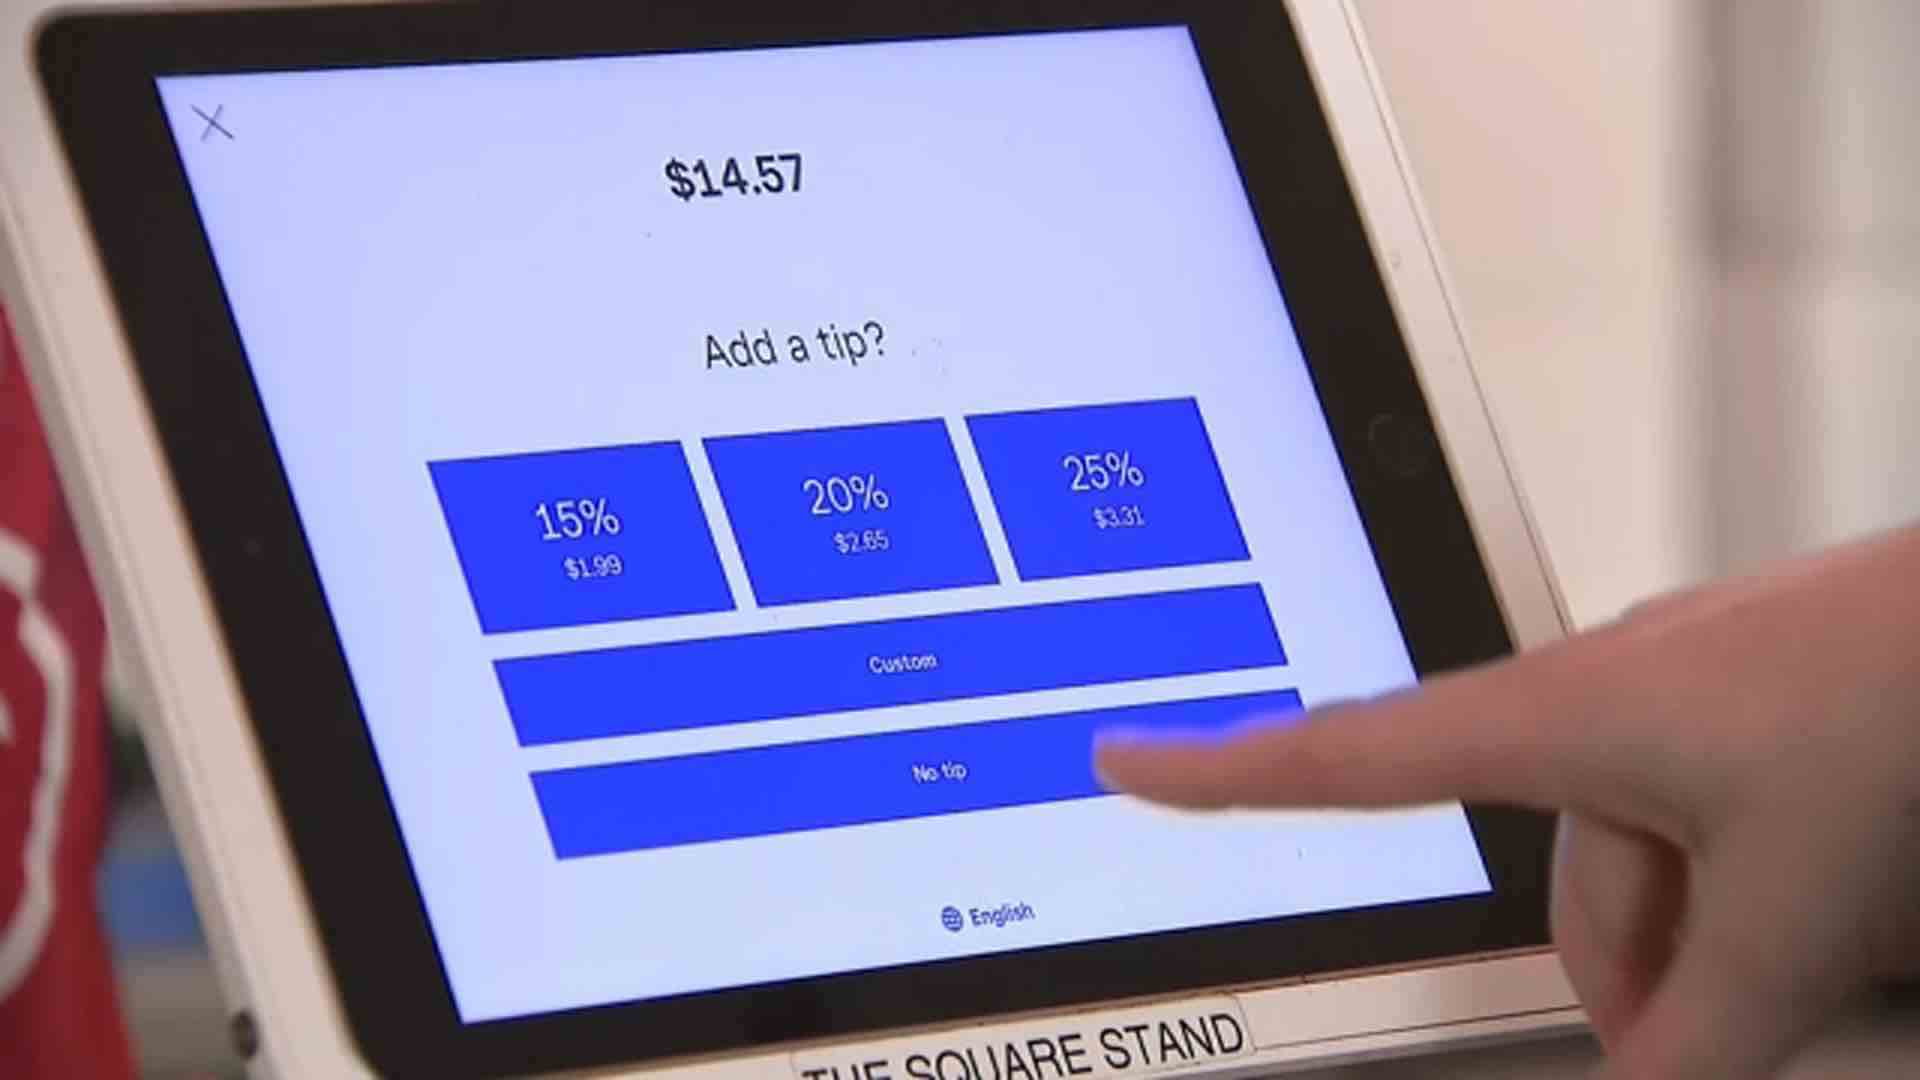 $14.57
Add a tip?
15%
$1.99
20%
$2.65
25%
$3.31
Custom
No tip
English
THE SQUARE STAND